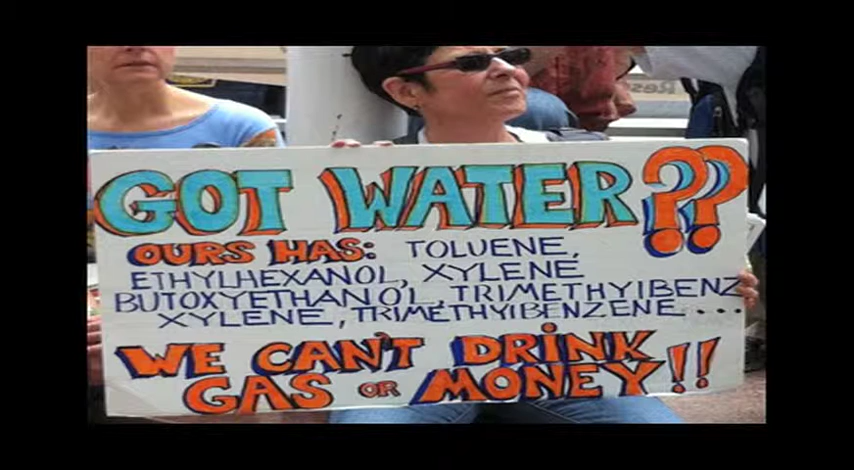 GOT WATER??
OURS HAS: TOLUENE,
ETHYLHEXANOL, XYLENE
BUTOXYETHANOL, TRIMETHYIBENZ
XYLENE, TRIMETHYIBENZENE....
WE CAN'T DRINK
GAS OR MONEY!!